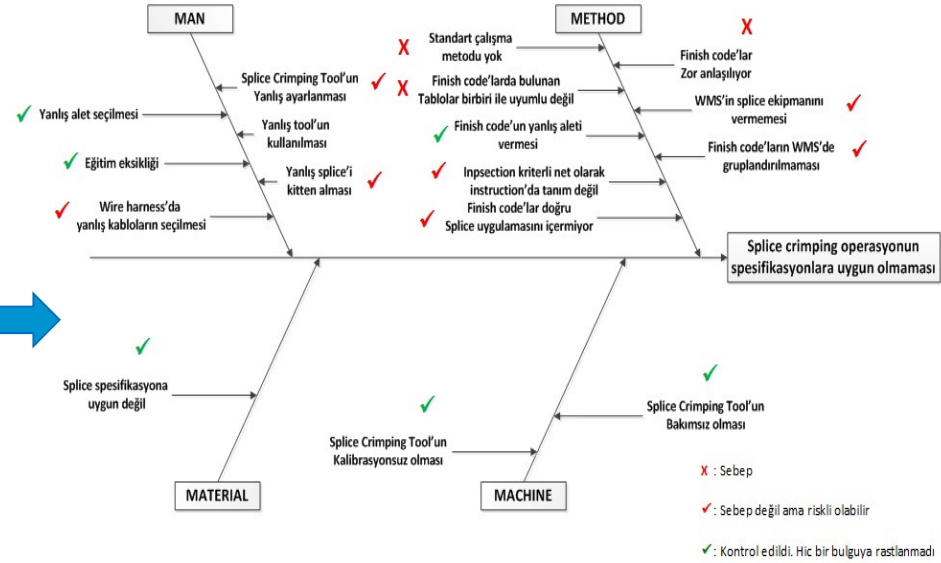 MAN
METHOD
Splice Crimping Tool'un
Yanlış ayarlanması
Yanlış alet seçilmesi
Yanlış tool'un
kullanılması
Eğitim eksikliği
Yanlış splice'i
kitten alması
Wire harness'da
yanlış kabloların seçilmesi
X
Standart çalışma
metodu yok
X
Finish code'lar
Zor anlaşılıyor
X
Finish code'larda bulunan
Tablolar birbiri ile uyumlu değil
WMS'in splice ekipmanını
vermemesi
Finish code'un yanlış aleti
vermesi
Finish code'ların WMS'de
gruplandırılmaması
Inpsection kriterli net olarak
instruction'da tanım değil
Finish code'lar doğru
Splice uygulamasını içermiyor
Splice crimping operasyonun
spesifikasyonlara uygun olmaması
Splice spesifikasyona
uygun değil
Splice Crimping Tool'un
Kalibrasyonsuz olması
Splice Crimping Tool'un
Bakımsız olması
MATERIAL
MACHINE
X : Sebep
✓: Sebep değil ama riskli olabilir
✓: Kontrol edildi. Hic bir bulguya rastlanmadı